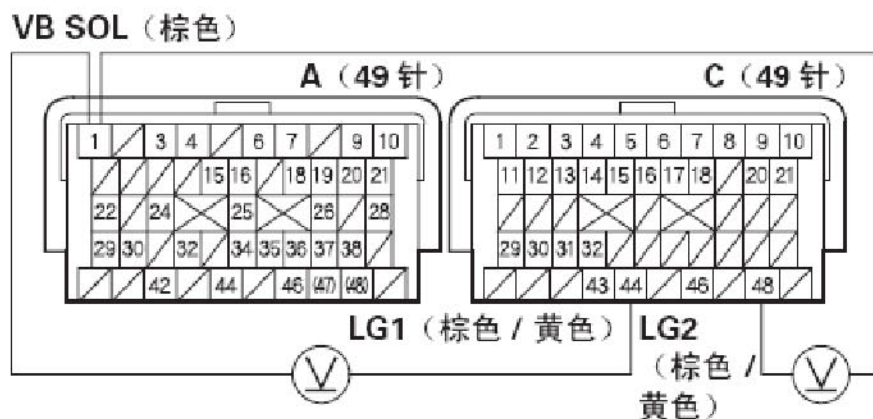 VB SOL（棕色）
A（49 针） C（49 针）
1 3 4 6 7 9 10 1 2 3 4 5 6 7 8 9 10
15 16 18 19 20 21 11 12 13 14 15 16 17 18 20 21
22 24 25 26 28
29 30 32 34 35 36 37 38 29 30 31 32
42 44 46 (47) (48) 43 44 46 48
LG1（棕色 / 黄色） LG2
（棕色 /
黄色）
V V